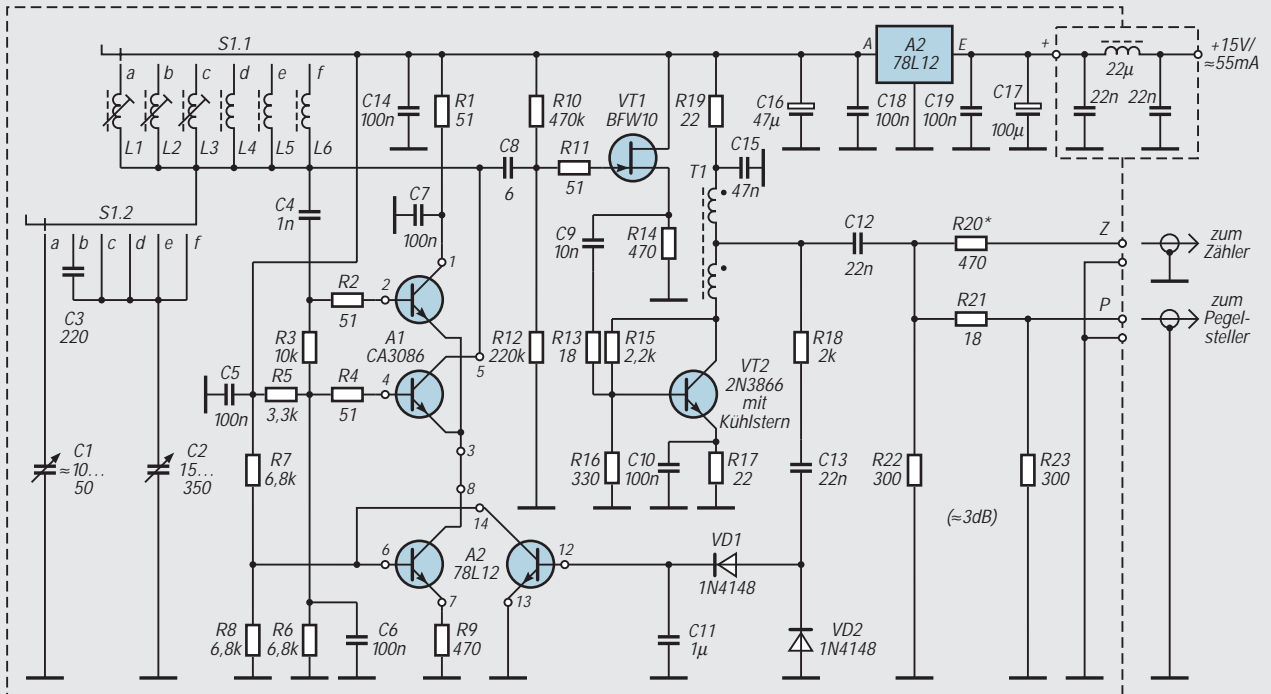 S1.1
a b c d e f
L1 L2 L3 L4 L5 L6
S1.2
a b c d e f
C3
220
C1
≈10...
50
C2
15...
350
C14
100n
R1
51
C4
1n
C7
100n
1
R2
51
2
R3
10k
A1
CA3086
C5
100n
R5
3,3k
R4
51
4
5
3
8
14
R7
6,8k
6
A2
78L12
7
12
13
R8
6,8k
R6
6,8k
C6
100n
R9
470
C8
6
R10
470k
R11
51
VT1
BFW10
R12
220k
C9
10n
R14
470
R13
18
R15
2,2k
R16
330
C10
100n
R17
22
VT2
2N3866
mit
Kühlstern
R19
22
C15
47n
T1
C16
47µ
A
A2
78L12
E
C18
100n
C19
100n
C17
100µ
+
22µ
22n
22n
+15V/
≈55mA
C12
22n
R20*
470
Z
zum
Zähler
R21
18
P
zum
Pegel-
steller
R18
2k
C13
22n
R22
300
R23
300
(≈3dB)
VD1
1N4148
C11
1µ
VD2
1N4148